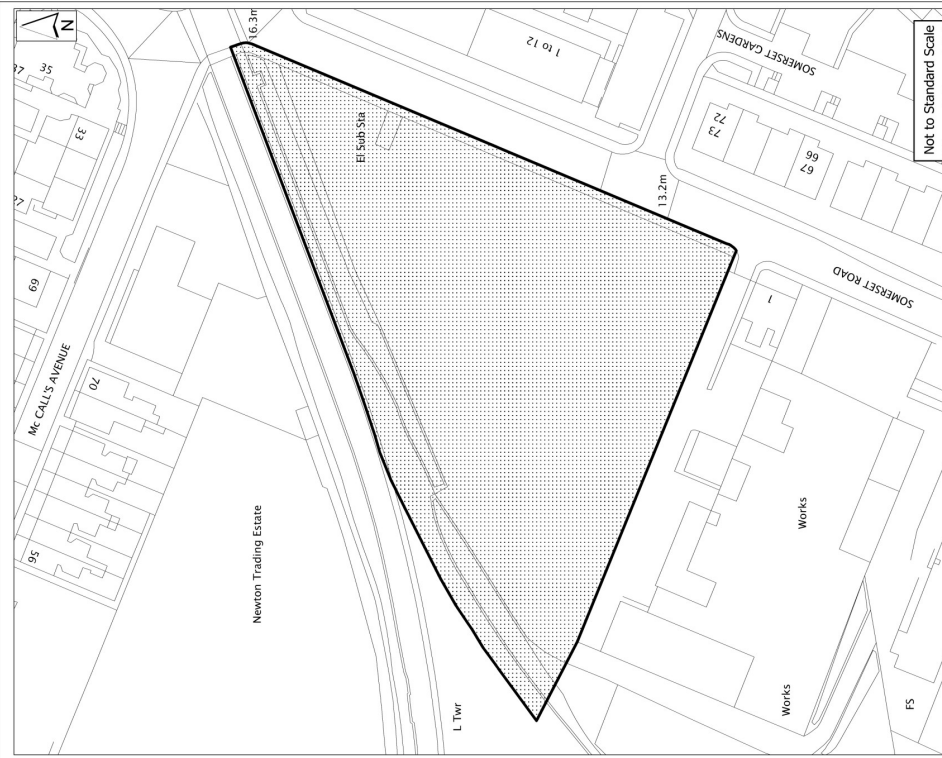 N
16.3m
1 to 12
SOMERSET GARDENS
Not to Standard Scale
35
33
El Sub Sta
72
73
66
67
69
13.2m
Mc CALL'S AVENUE
70
SOMERSET ROAD
1
56
Newton Trading Estate
Works
L Twr
Works
FS